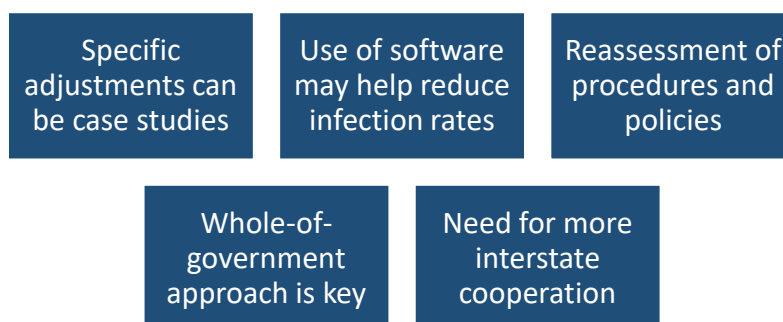 Specific
adjustments can
be case studies
Use of software
may help reduce
infection rates
Reassessment of
procedures and
policies
Whole-of-
government
approach is key
Need for more
interstate
cooperation